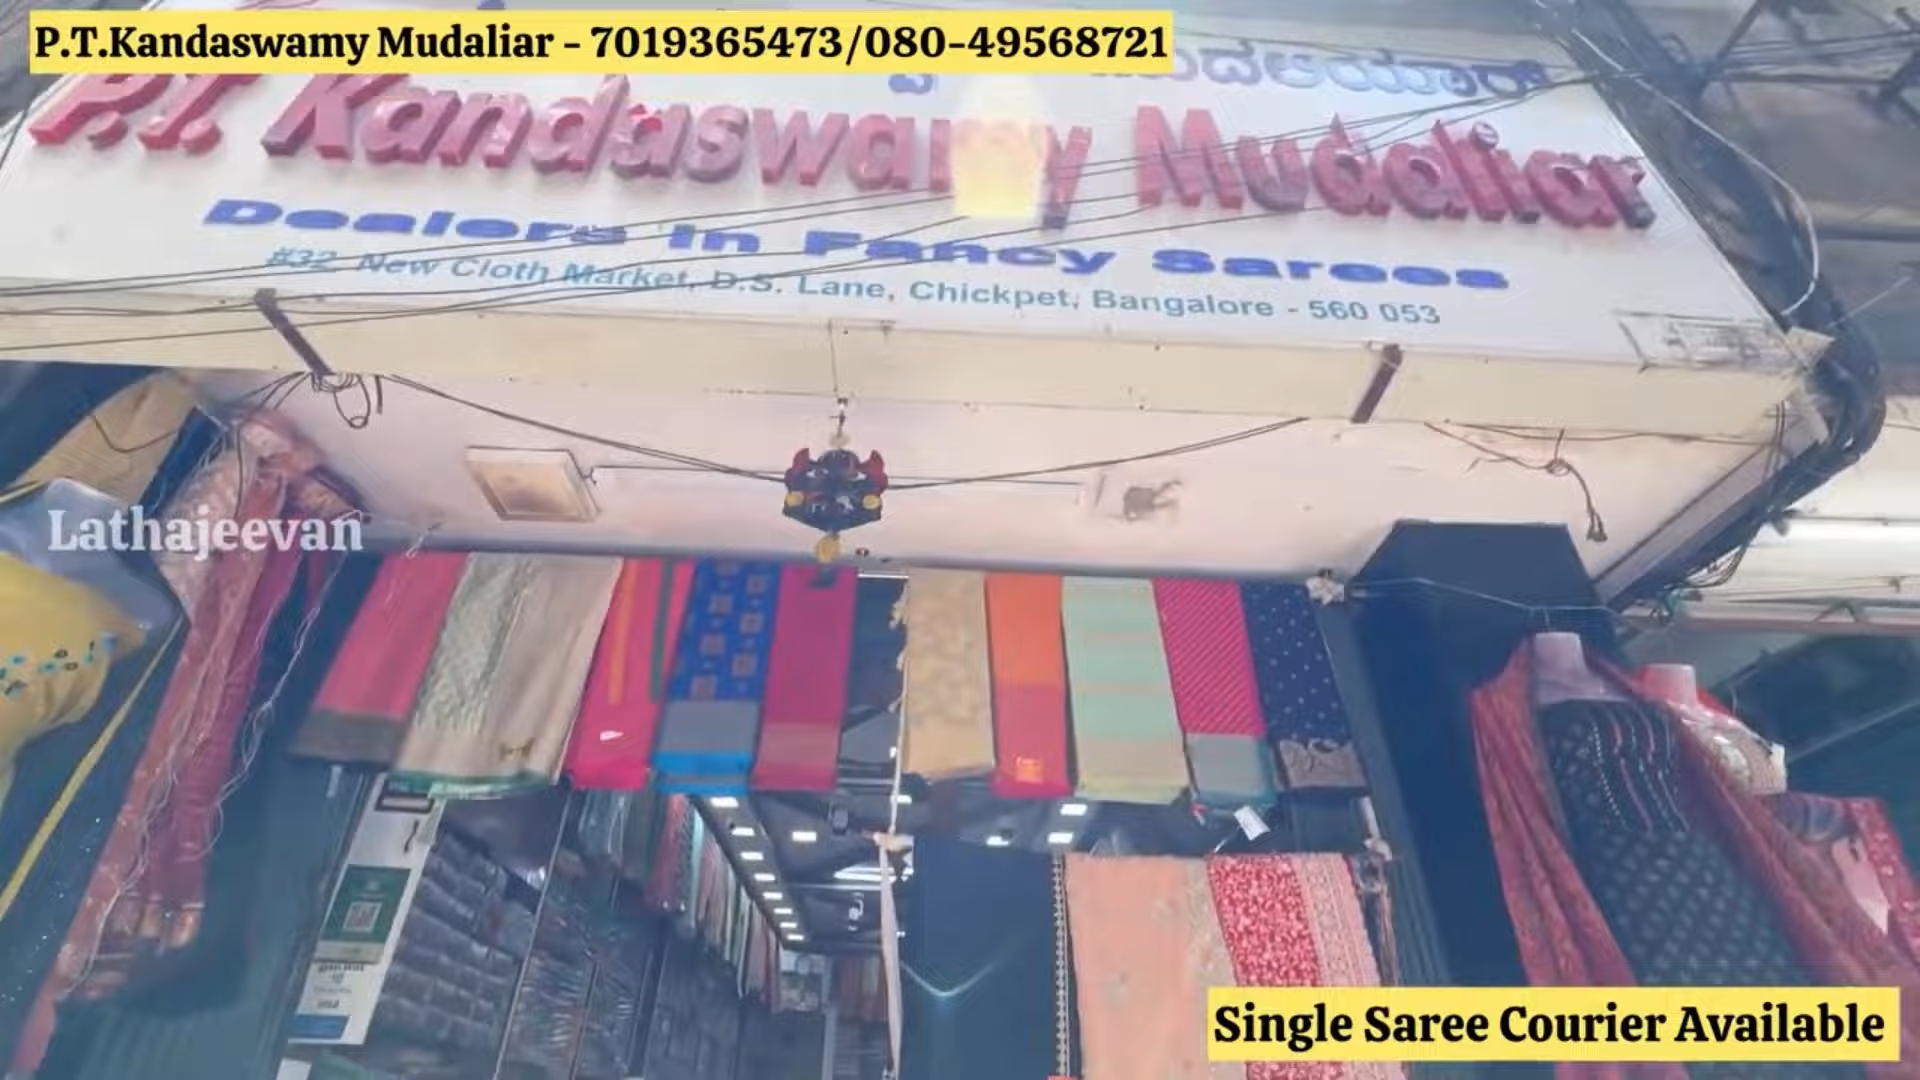 P.T.Kandaswamy Mudaliar - 7019365473/080-49568721
ಮುದಲಿಯಾರ್
P.T. Kandaswamy Mudaliar
Dealers in Fancy Sarees
#32 New Cloth Market, D.S. Lane, Chickpet, Bangalore - 560 053
Lathajeevan
Single Saree Courier Available